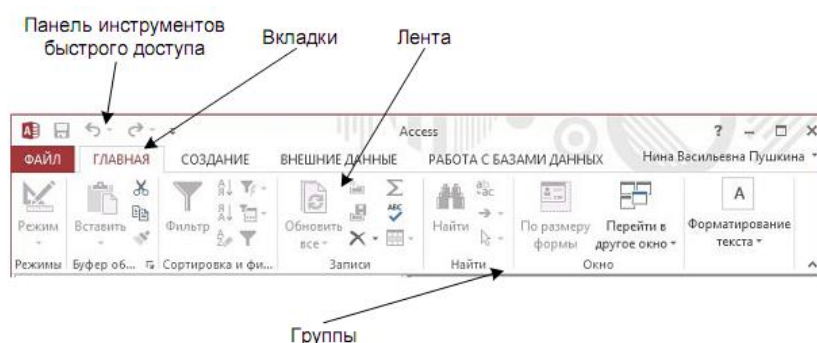 Панель инструментов
быстрого доступа
Вкладки
Лента
Access
?
ФАЙЛ ГЛАВНАЯ СОЗДАНИЕ ВНЕШНИЕ ДАННЫЕ РАБОТА С БАЗАМИ ДАННЫХ Нина Васильевна Пушкина
Режим Вставить Фильтр Обновить все Найти По размеру формы Перейти в другое окно Форматирование текста
Режимы Буфер об... Сортировка и фи... Записи Найти Окно
Группы